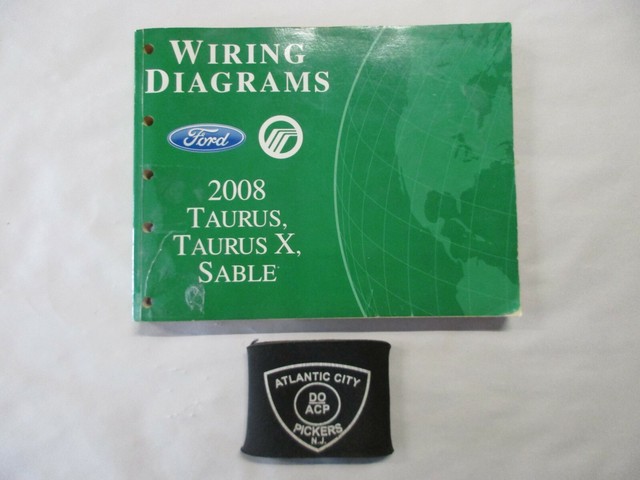 WIRING
DIAGRAMS
Ford
2008
TAURUS,
TAURUS X,
SABLE
ATLANTIC CITY
DO
ACP
PICKERS
N.J.